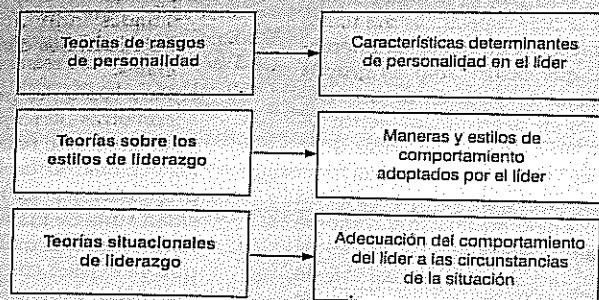 Teorías de rasgos
de personalidad
Características determinantes
de personalidad en el líder
Teorías sobre los
estilos de liderazgo
Maneras y estilos de
comportamiento
adoptados por el líder
Teorías situacionales
de liderazgo
Adecuación del comportamiento
del líder a las circunstancias
de la situación